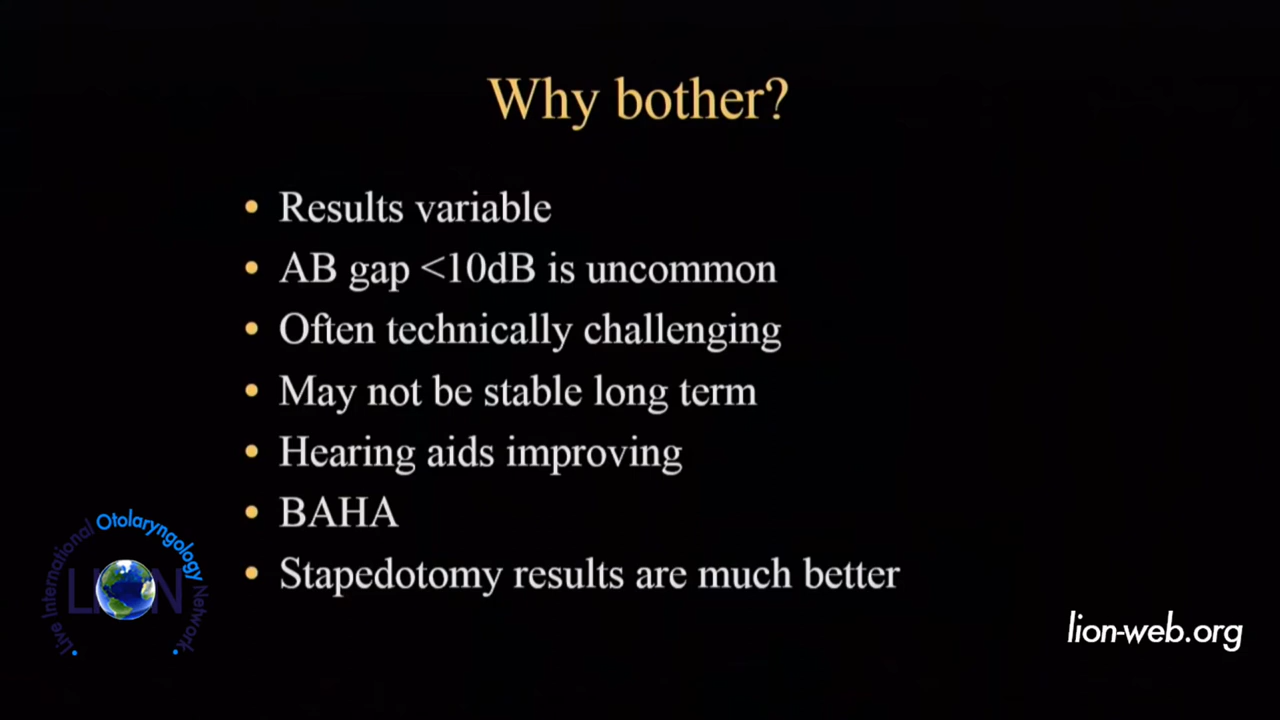 Why bother?
• Results variable
• AB gap <10dB is uncommon
• Often technically challenging
• May not be stable long term
• Hearing aids improving
• BAHA
• Stapedotomy results are much better
Live International Otolaryngology Network
LION
lion-web.org